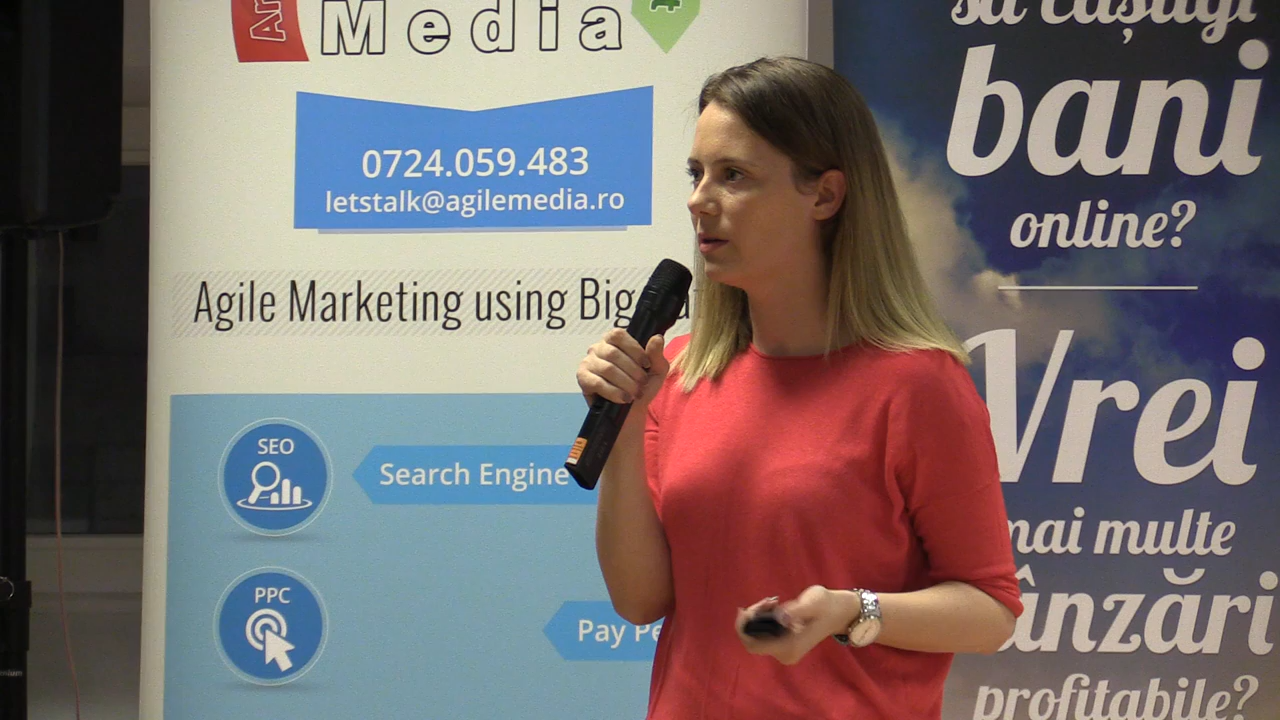 Media
0724.059.483
letstalk@agilemedia.ro
Agile Marketing using Big
SEO
Search Engine
PPC
Pay Pe
să câștigi
bani
online?
Vrei
mai multe
ânzări
profitabile?